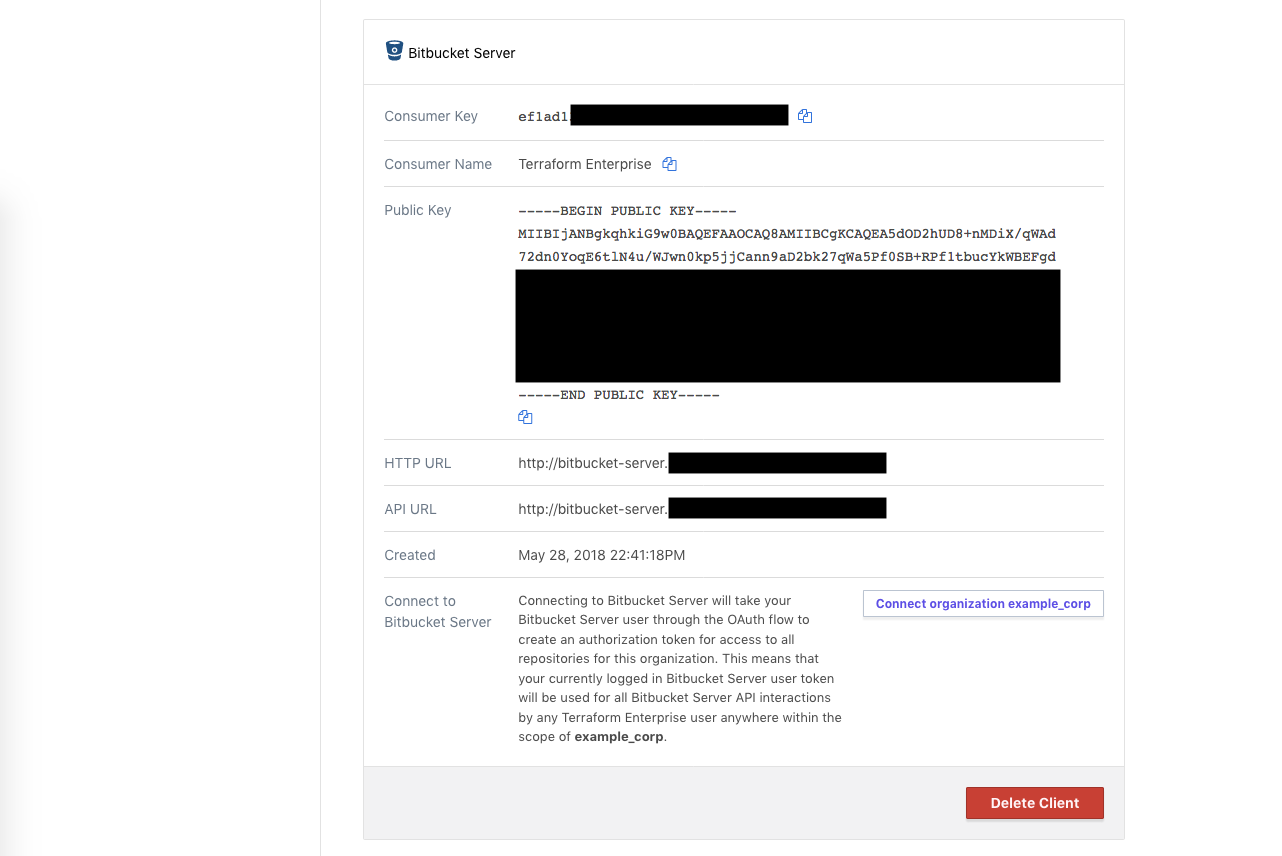 Bitbucket Server
Consumer Key ef1ad1
Consumer Name Terraform Enterprise
Public Key -----BEGIN PUBLIC KEY-----
MIIBIjANBgkqhkiG9w0BAQEFAAOCAQ8AMIIBCgKCAQEA5dOD2hUD8+nMDiX/qWAd
72dn0YoqE6tlN4u/WJwn0kp5jjCann9aD2bk27qWa5Pf0SB+RPf1tbucYkWBEFgd
-----END PUBLIC KEY-----
HTTP URL http://bitbucket-server.
API URL http://bitbucket-server.
Created May 28, 2018 22:41:18PM
Connect to
Bitbucket Server
Connecting to Bitbucket Server will take your
Bitbucket Server user through the OAuth flow to
create an authorization token for access to all
repositories for this organization. This means that
your currently logged in Bitbucket Server user token
will be used for all Bitbucket Server API interactions
by any Terraform Enterprise user anywhere within the
scope of example_corp.
Connect organization example_corp
Delete Client